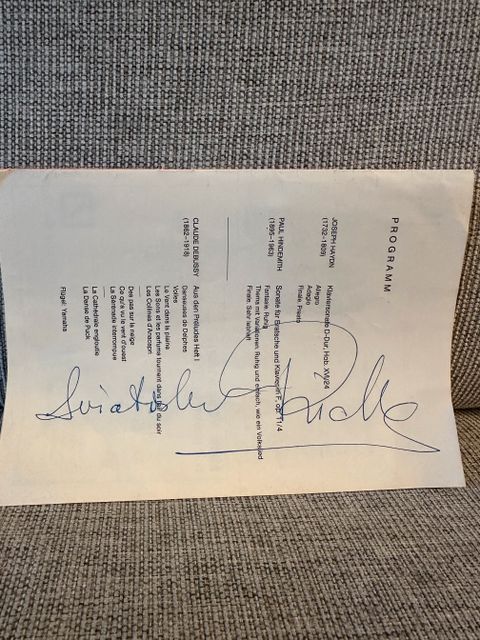 PROGRAMM
JOSEPH HAYDN Klaviersonate D-Dur, Hob. XVI/24
(1732–1809) Allegro
Adagio
Finale. Presto
PAUL HINDEMITH Sonate für Bratsche und Klavier in F, op. 11/4
(1895–1963) Fantasie. Ruhig
Thema mit Variationen. Ruhig und einfach, wie ein Volkslied
Finale. Sehr lebhaft
CLAUDE DEBUSSY Aus den Préludes Heft I
(1862–1918) Danseuses de Delphes
Voiles
Le Vent dans la plaine
Les Sons et les parfums tournent dans l'air du soir
Les Collines d'Anacapri
Des pas sur la neige
Ce qu'a vu le vent d'ouest
La Sérénade interrompue
La Cathédrale engloutie
La Danse de Puck
Flügel: Yamaha